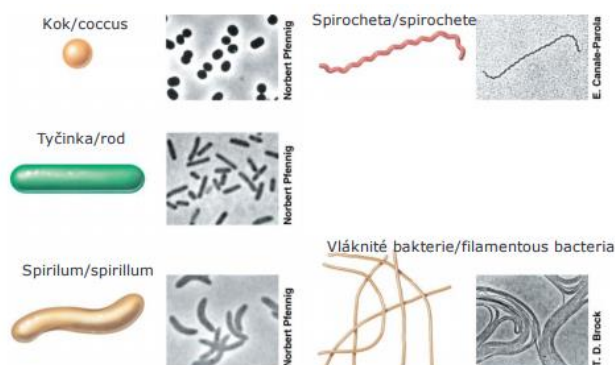 Kok/coccus
Norbert Pfennig
Spirocheta/spirochete
E. Canale-Parola
Tyčinka/rod
Norbert Pfennig
Spirilum/spirillum
Norbert Pfennig
Vláknité bakterie/filamentous bacteria
T. D. Brock